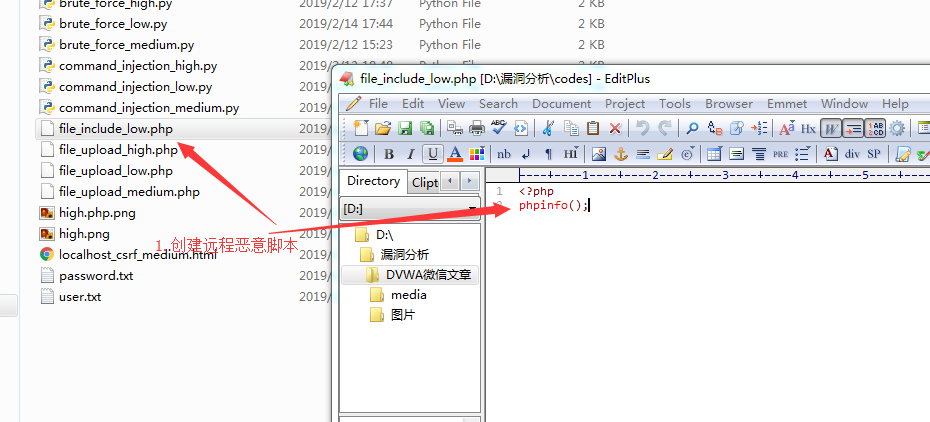 brute_force_high.py 2019/2/12 17:37 Python File 2 KB
brute_force_low.py 2019/2/14 17:44 Python File 2 KB
brute_force_medium.py 2019/2/12 15:23 Python File 2 KB
command_injection_high.py
command_injection_low.py 2019/
command_injection_medium.py 2019/
file_include_low.php 2019/
file_upload_high.php 2019/
file_upload_low.php 2019/
file_upload_medium.php 2019/
high.php.png 2019/
high.png 2019/
localhost_csrf_medium.html 2019/
password.txt 2019/
user.txt 2019/
1.创建远程恶意脚本
file_include_low.php [D:\漏洞分析\codes] - EditPlus
File Edit View Search Document Project Tools Browser Emmet Window Help
ABC Hx W
B I U A nb ↵ ¶ HI A div SP
Directory Clipt
[D:]
D:\
漏洞分析
DVWA微信文章
media
图片
----+----1----+----2----+----3----+----4----+----5----+--
1 <?php
phpinfo();